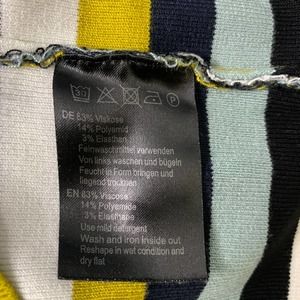 30
P
DE 83% Viskose
14% Polyamid
3% Elasthan
Feinwaschmittel verwenden
Von links waschen und bügeln
Feucht in Form bringen und
liegend trocknen
EN 83% Viscose
14% Polyamide
3% Elasthane
Use mild detergent
Wash and iron inside out
Reshape in wet condition and
dry flat